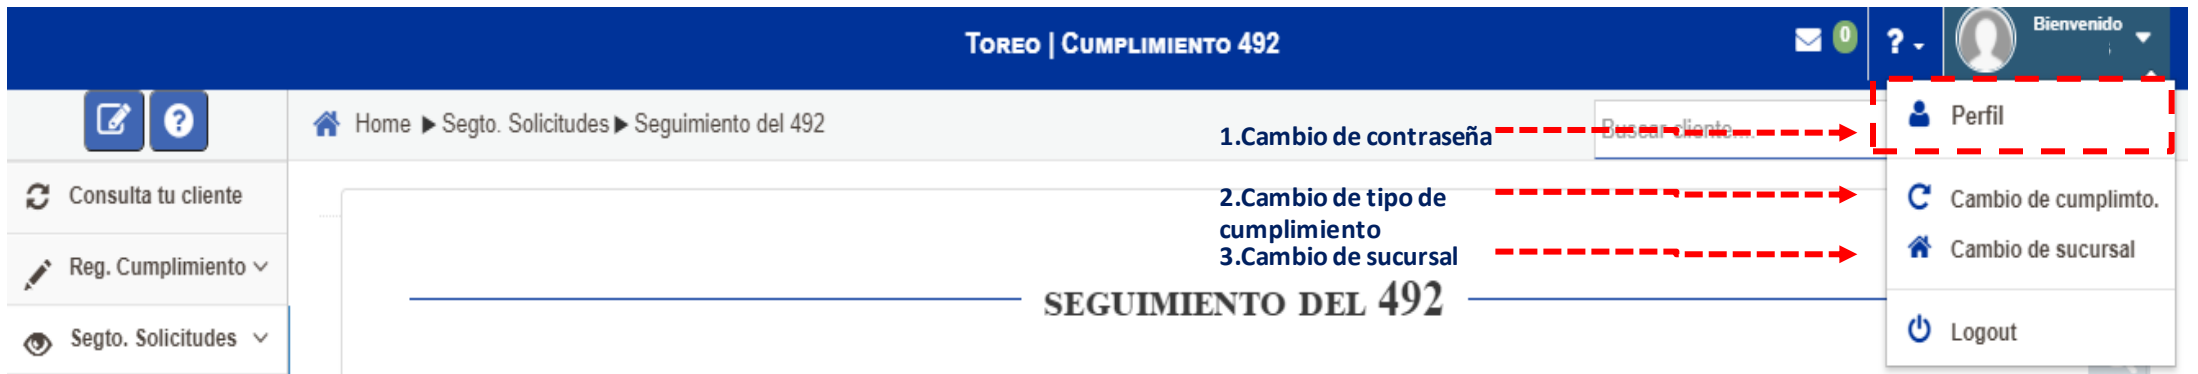 Toreo | Cumplimiento 492
0
? 
Bienvenido
?
Home ▶ Segto. Solicitudes ▶ Seguimiento del 492
Buscar cliente....
Perfil
1.Cambio de contraseña
Consulta tu cliente
2.Cambio de tipo de
cumplimiento
Cambio de cumplimto.
Reg. Cumplimiento
3.Cambio de sucursal
Cambio de sucursal
SEGUIMIENTO DEL 492
Segto. Solicitudes
Logout